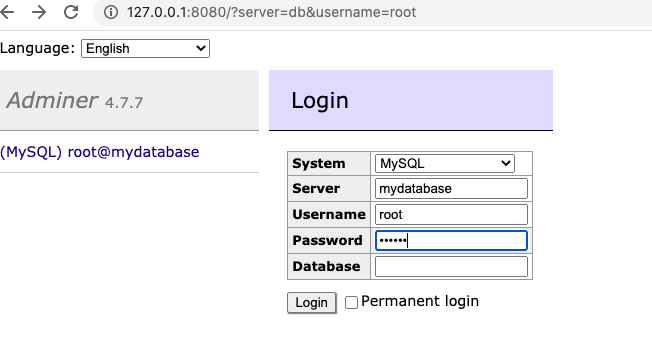 127.0.0.1:8080/?server=db&username=root
Language: English
Adminer 4.7.7
(MySQL) root@mydatabase
Login
System MySQL
Server mydatabase
Username root
Password ••••••
Database
Login Permanent login